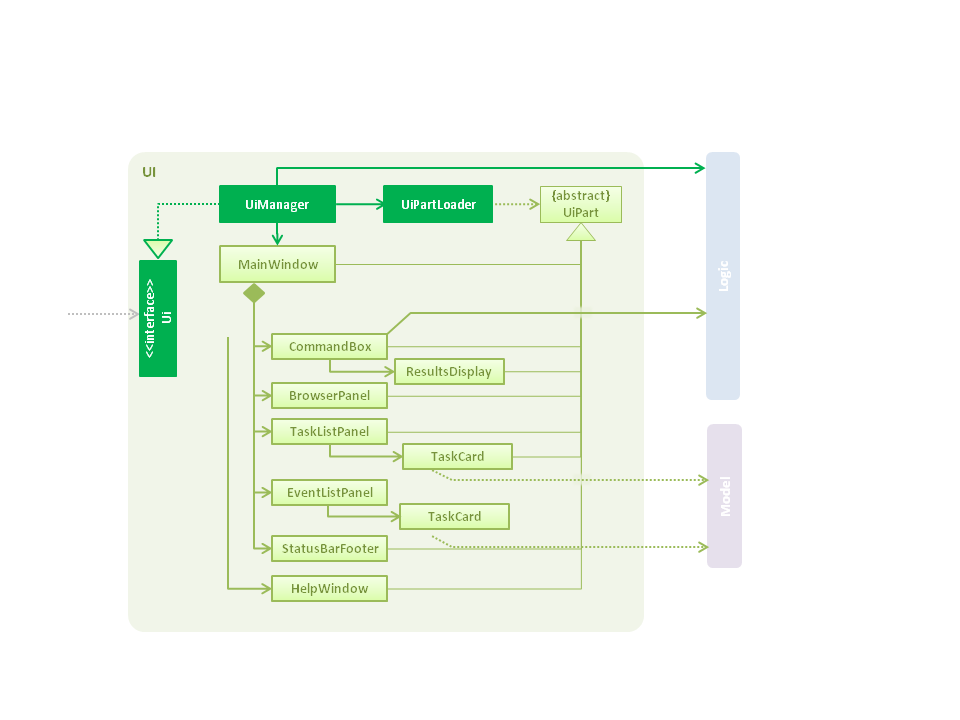 UI
UiManager
UiPartLoader
{abstract}
UiPart
MainWindow
<<interface>>
Ui
Logic
CommandBox
ResultsDisplay
BrowserPanel
TaskListPanel
TaskCard
EventListPanel
TaskCard
Model
StatusBarFooter
HelpWindow